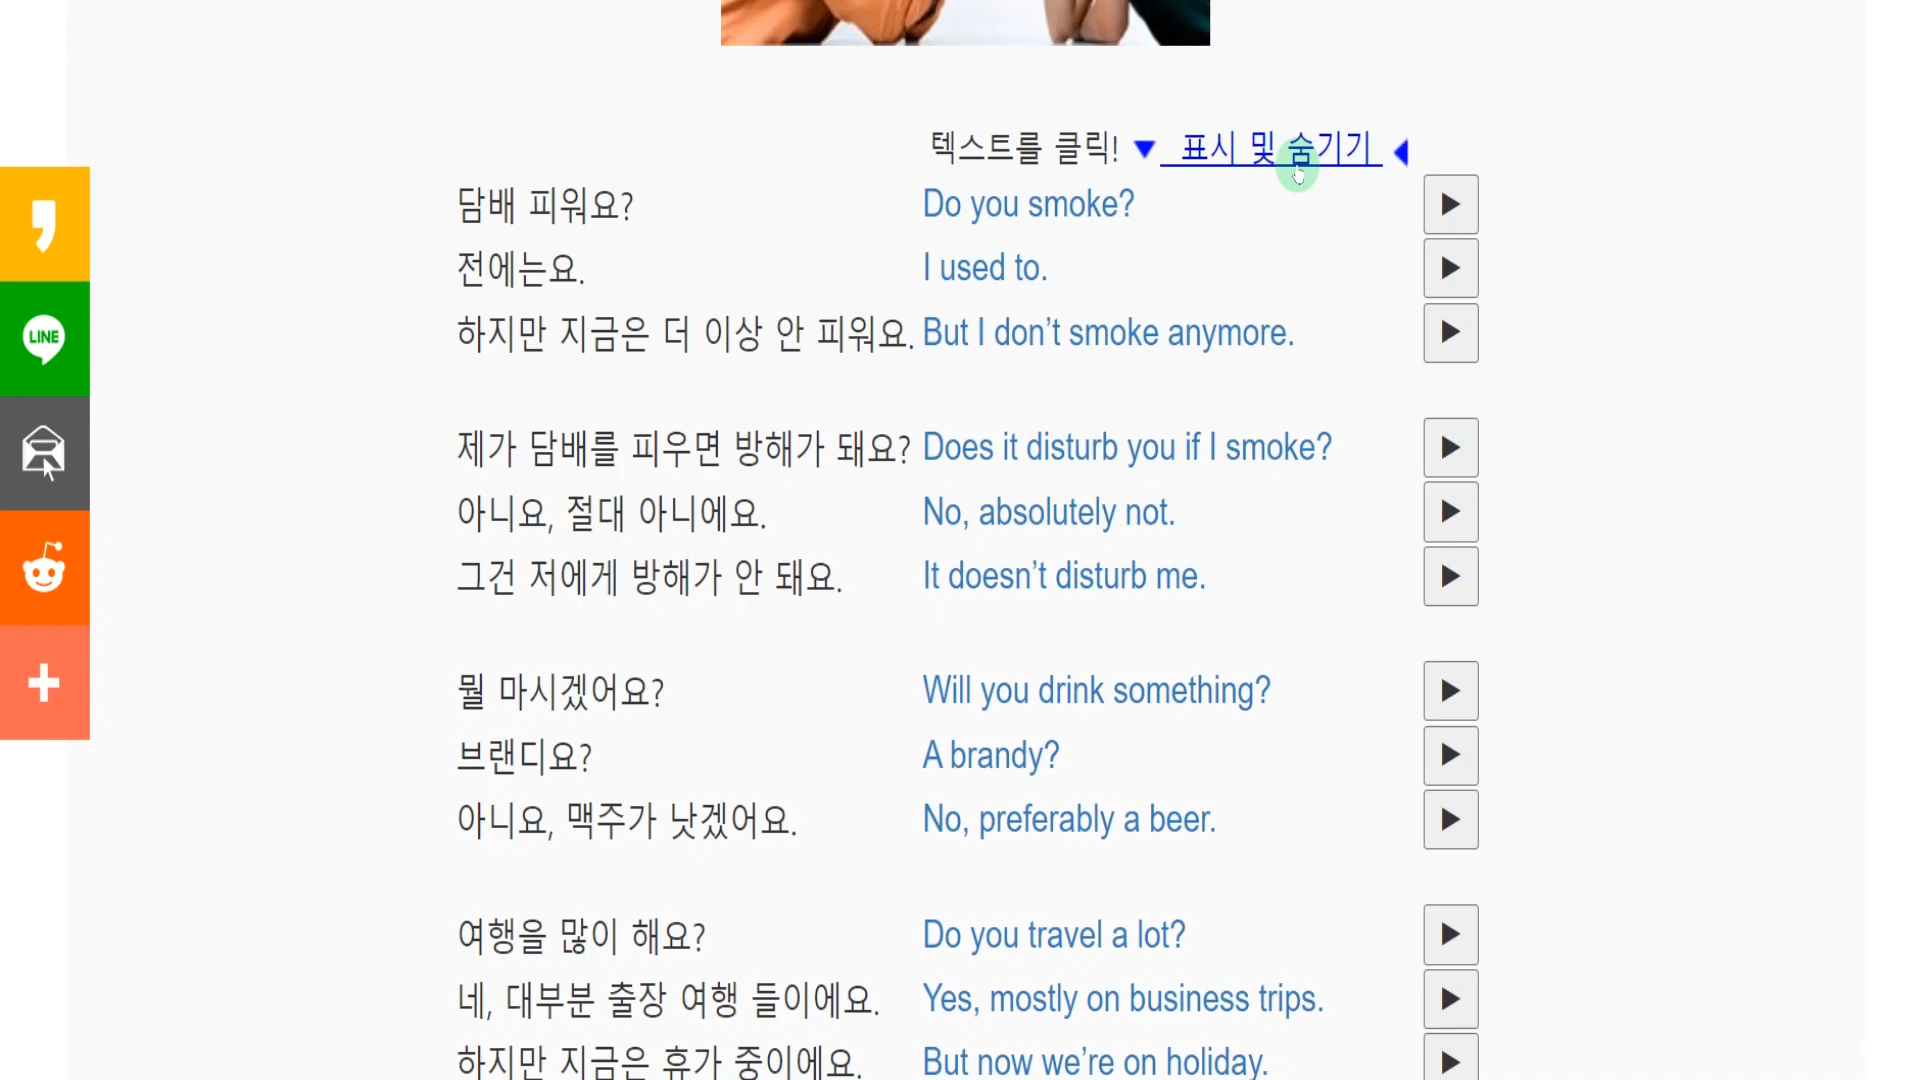 텍스트를 클릭! ▼ 표시 및 숨기기 ◀
담배 피워요? Do you smoke?
전에는요. I used to.
하지만 지금은 더 이상 안 피워요. But I don’t smoke anymore.
제가 담배를 피우면 방해가 돼요? Does it disturb you if I smoke?
아니요, 절대 아니에요. No, absolutely not.
그건 저에게 방해가 안 돼요. It doesn’t disturb me.
뭘 마시겠어요? Will you drink something?
브랜디요? A brandy?
아니요, 맥주가 낫겠어요. No, preferably a beer.
여행을 많이 해요? Do you travel a lot?
네, 대부분 출장 여행 들이에요. Yes, mostly on business trips.
하지만 지금은 휴가 중이에요. But now we’re on holiday.
LINE